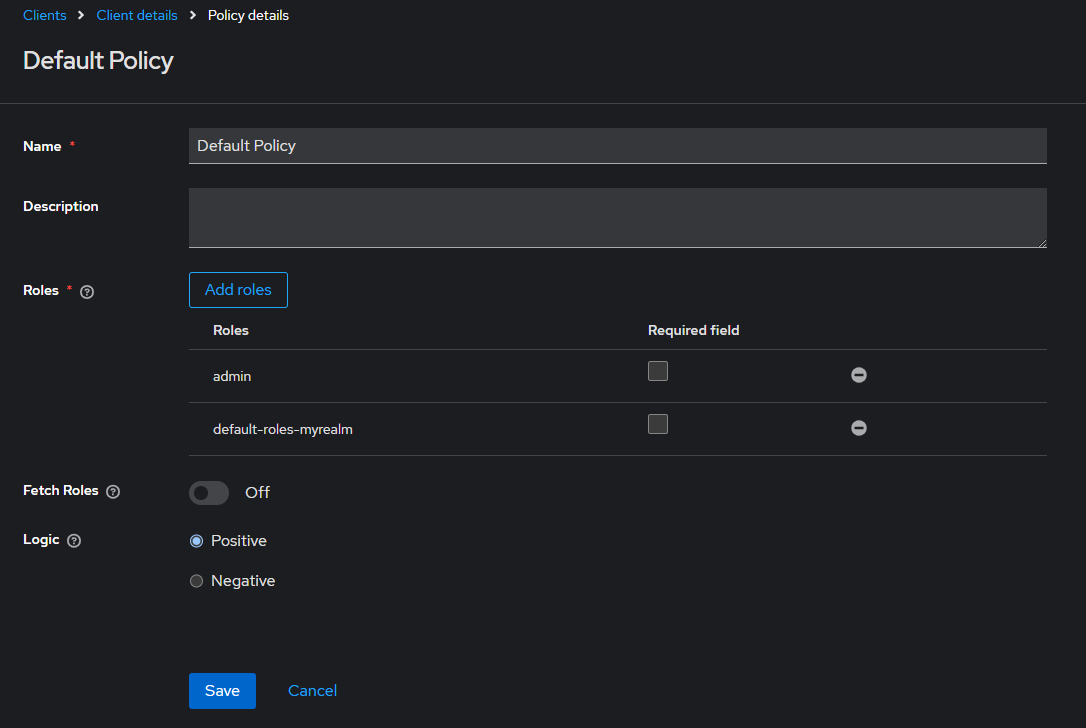 Clients > Client details > Policy details
Default Policy
Name * Default Policy
Description
Roles * Add roles
Roles Required field
admin
default-roles-myrealm
Fetch Roles Off
Logic Positive
Negative
Save Cancel